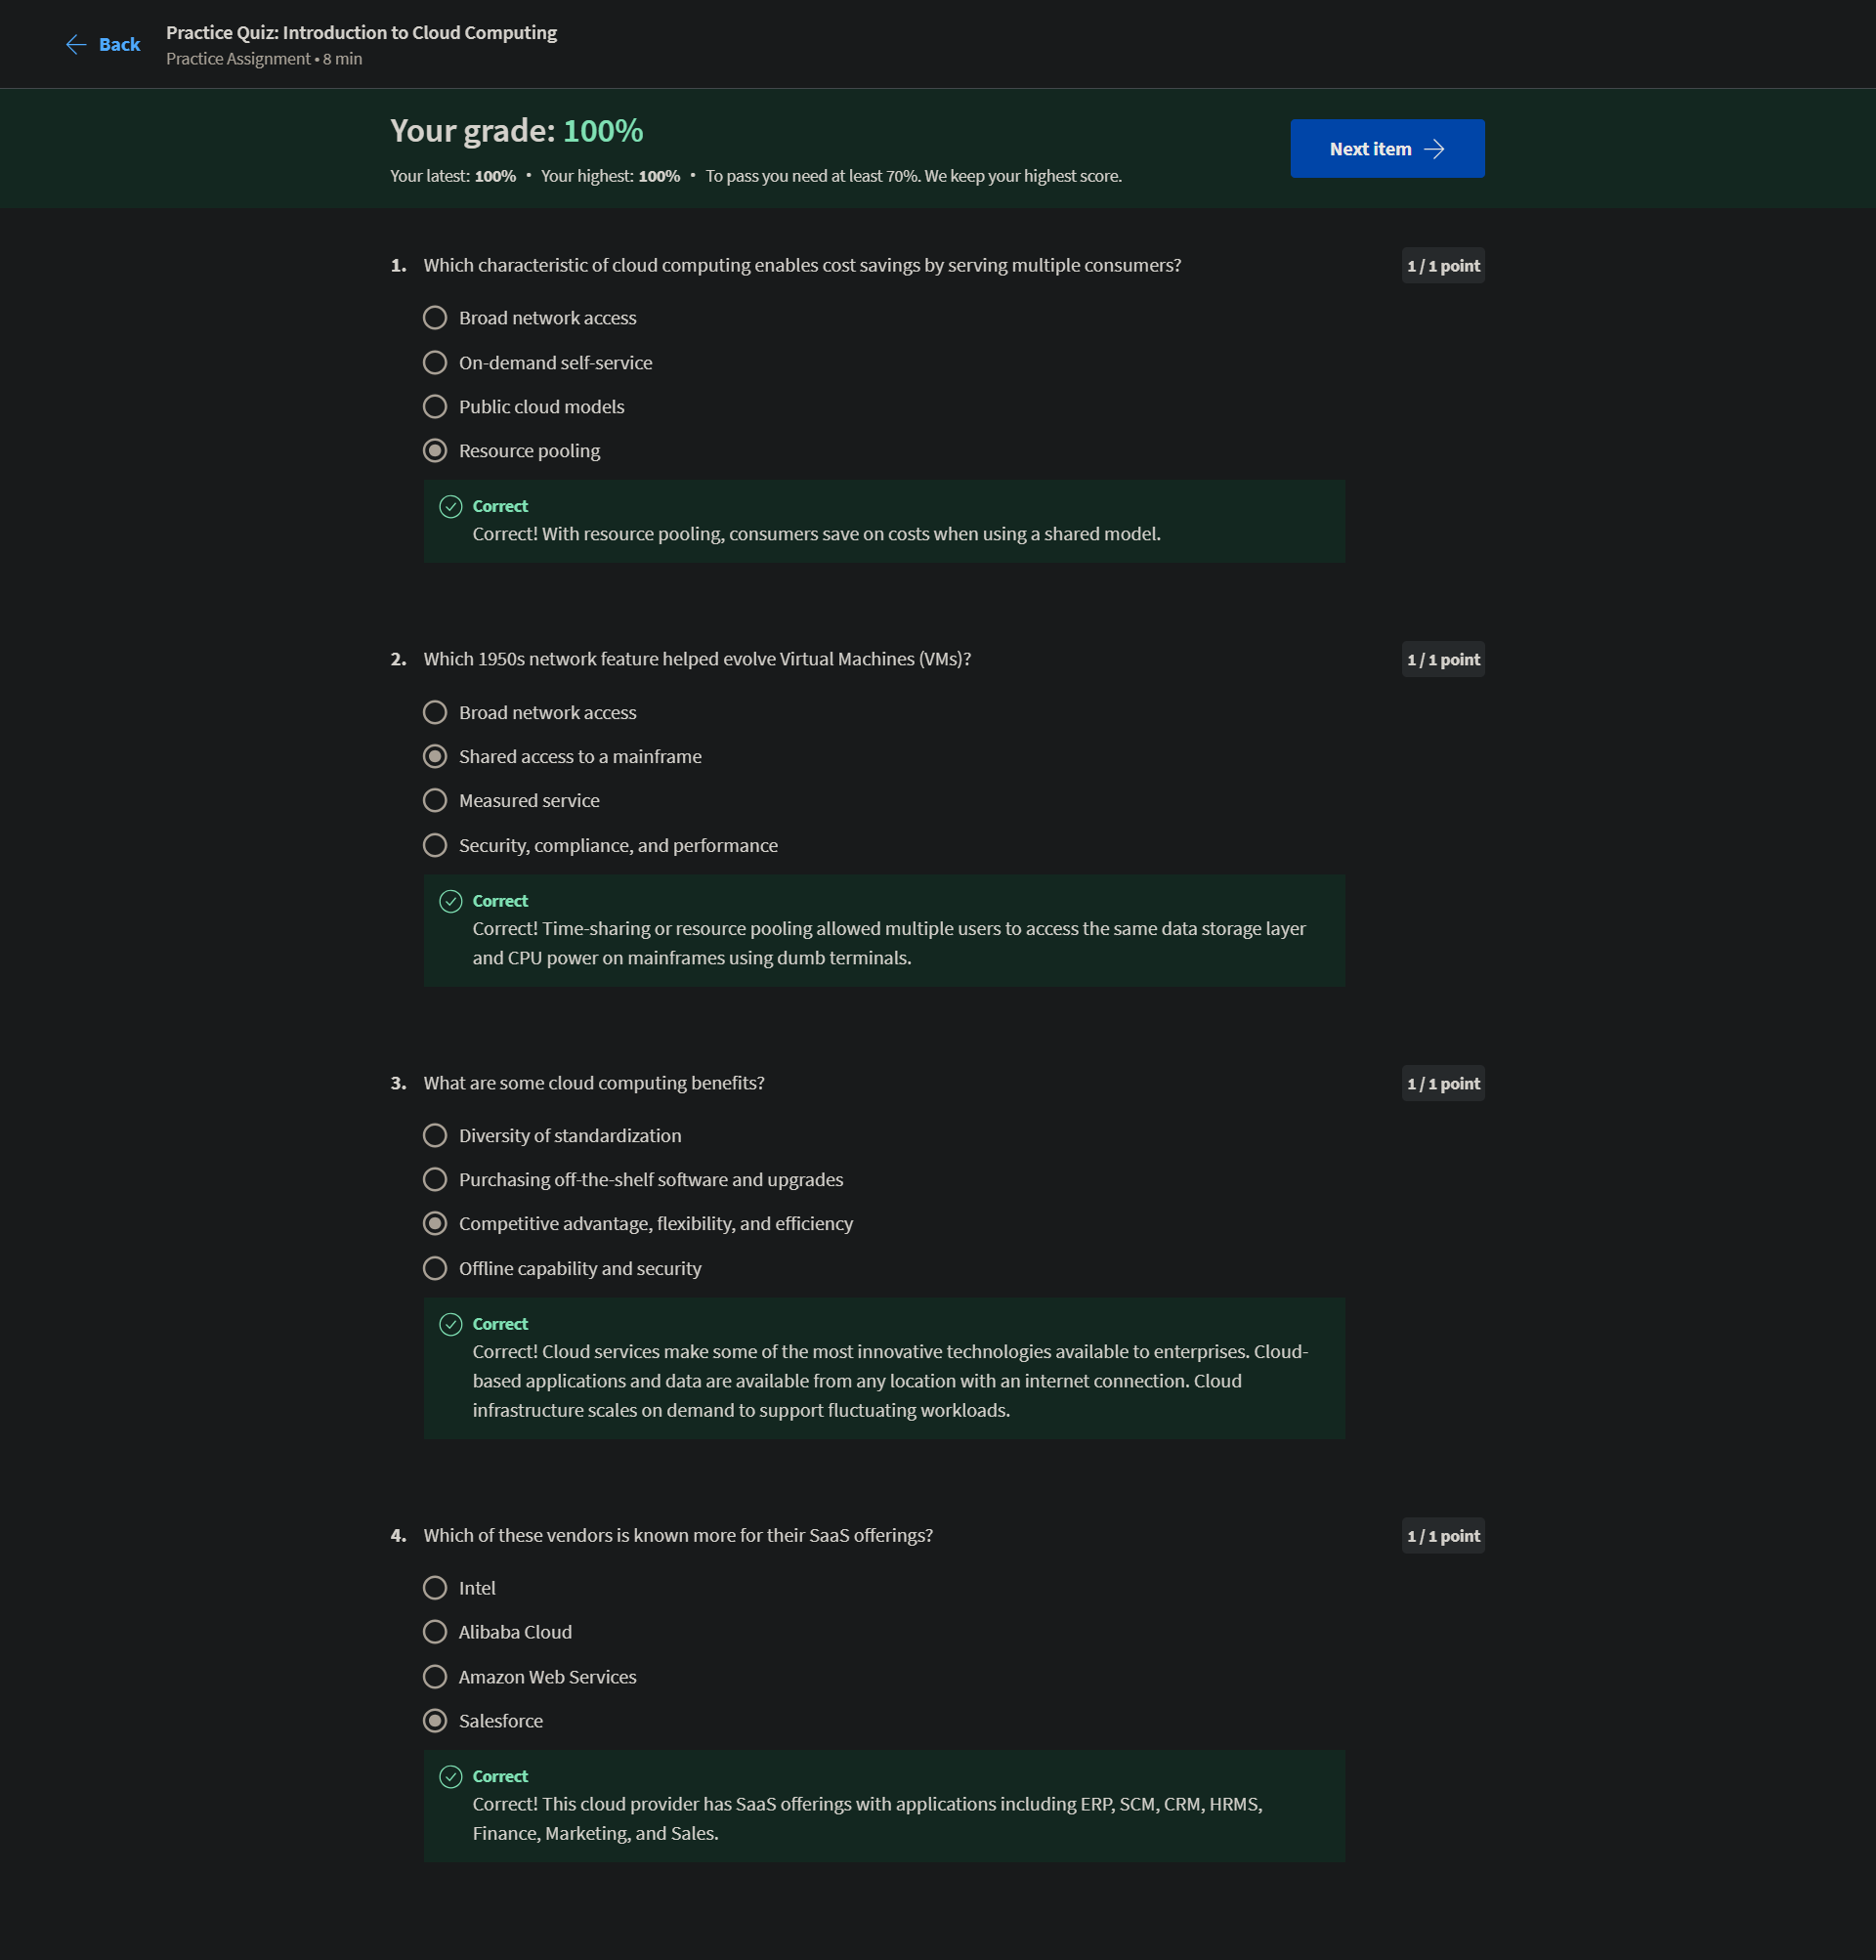 Back
Practice Quiz: Introduction to Cloud Computing
Practice Assignment • 8 min
Your grade: 100%
Your latest: 100% • Your highest: 100% • To pass you need at least 70%. We keep your highest score.
Next item
1. Which characteristic of cloud computing enables cost savings by serving multiple consumers?
1 / 1 point
Broad network access
On-demand self-service
Public cloud models
Resource pooling
Correct
Correct! With resource pooling, consumers save on costs when using a shared model.
2. Which 1950s network feature helped evolve Virtual Machines (VMs)?
1 / 1 point
Broad network access
Shared access to a mainframe
Measured service
Security, compliance, and performance
Correct
Correct! Time-sharing or resource pooling allowed multiple users to access the same data storage layer
and CPU power on mainframes using dumb terminals.
3. What are some cloud computing benefits?
1 / 1 point
Diversity of standardization
Purchasing off-the-shelf software and upgrades
Competitive advantage, flexibility, and efficiency
Offline capability and security
Correct
Correct! Cloud services make some of the most innovative technologies available to enterprises. Cloud-
based applications and data are available from any location with an internet connection. Cloud
infrastructure scales on demand to support fluctuating workloads.
4. Which of these vendors is known more for their SaaS offerings?
1 / 1 point
Intel
Alibaba Cloud
Amazon Web Services
Salesforce
Correct
Correct! This cloud provider has SaaS offerings with applications including ERP, SCM, CRM, HRMS,
Finance, Marketing, and Sales.